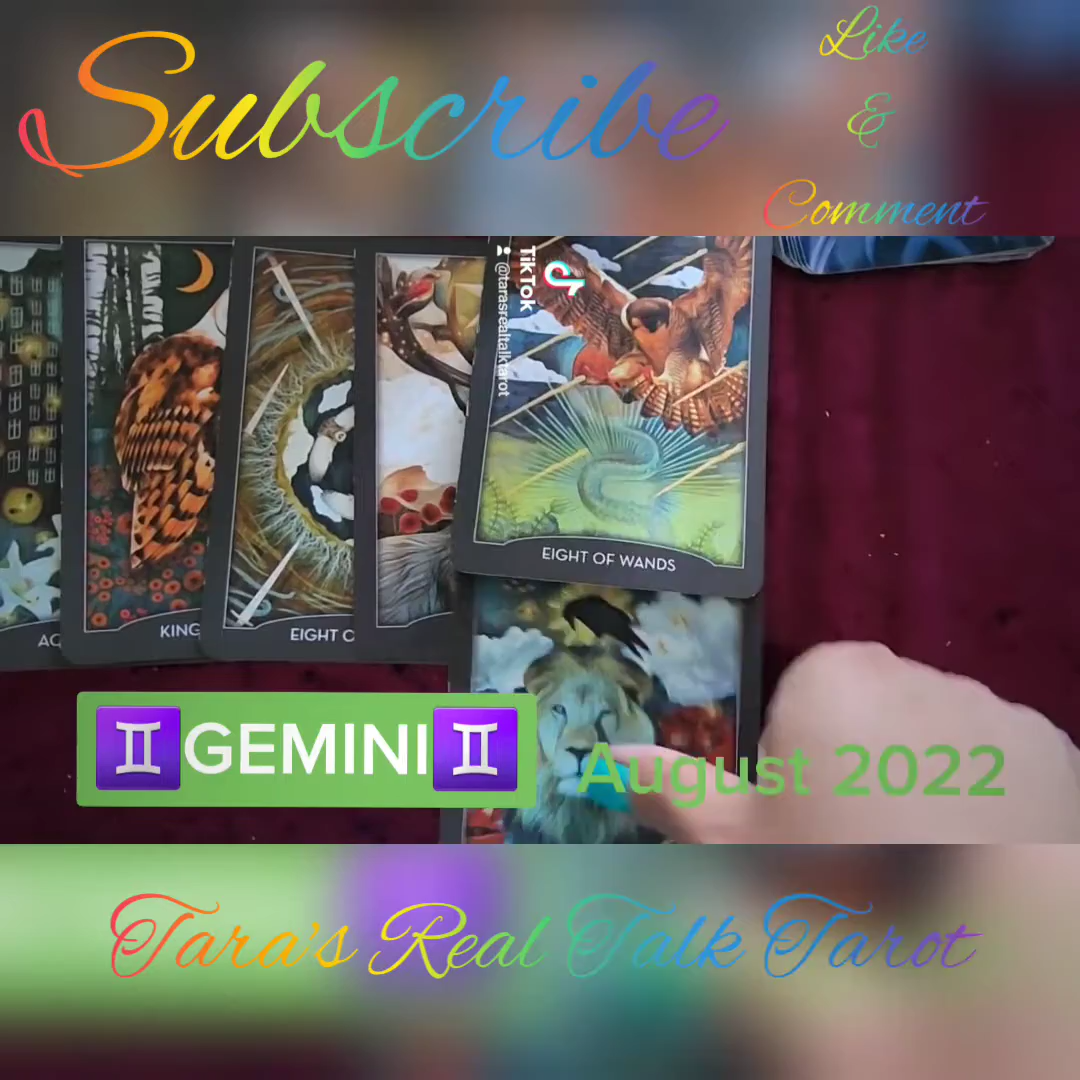 Subscribe
Like
&
Comment
TikTok
@tarasrealtalktarot
EIGHT OF WANDS
KING
EIGHT O
♊GEMINI♊
August 2022
Tara's Real Talk Tarot